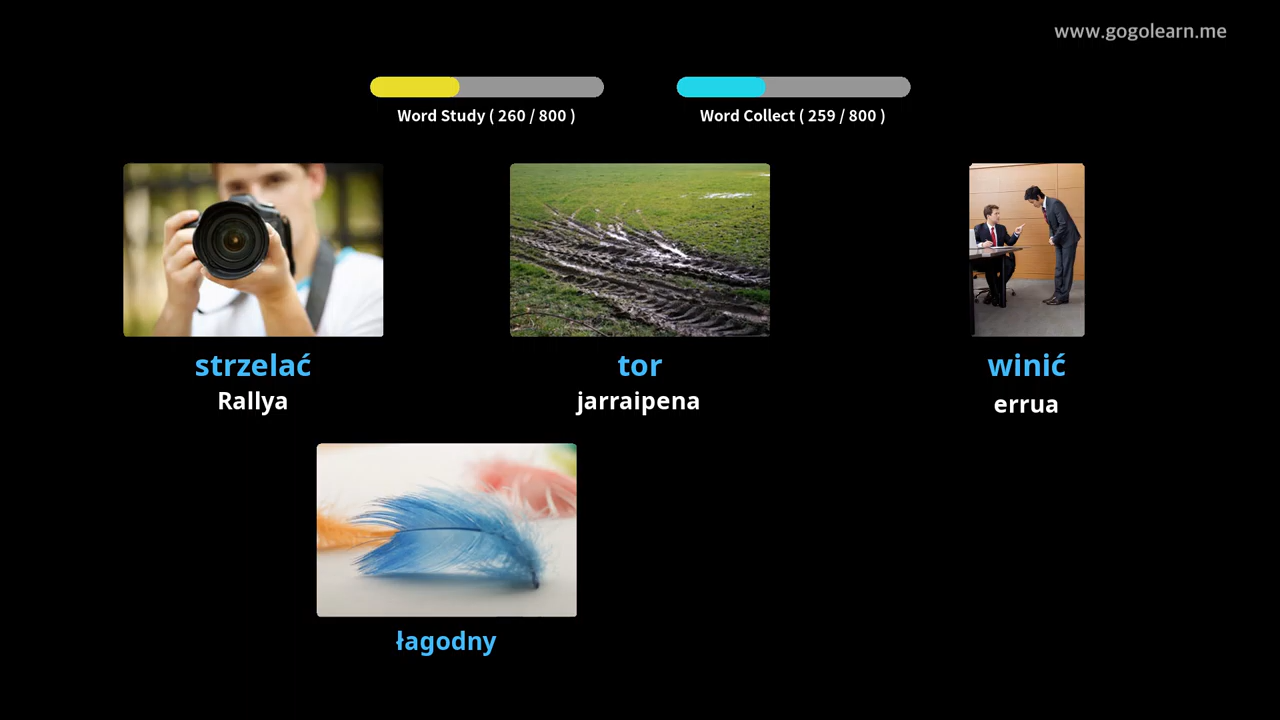 www.gogolearn.me
Word Study ( 260 / 800 )
Word Collect ( 259 / 800 )
strzelać
Rallya
tor
jarraipena
winić
errua
łagodny